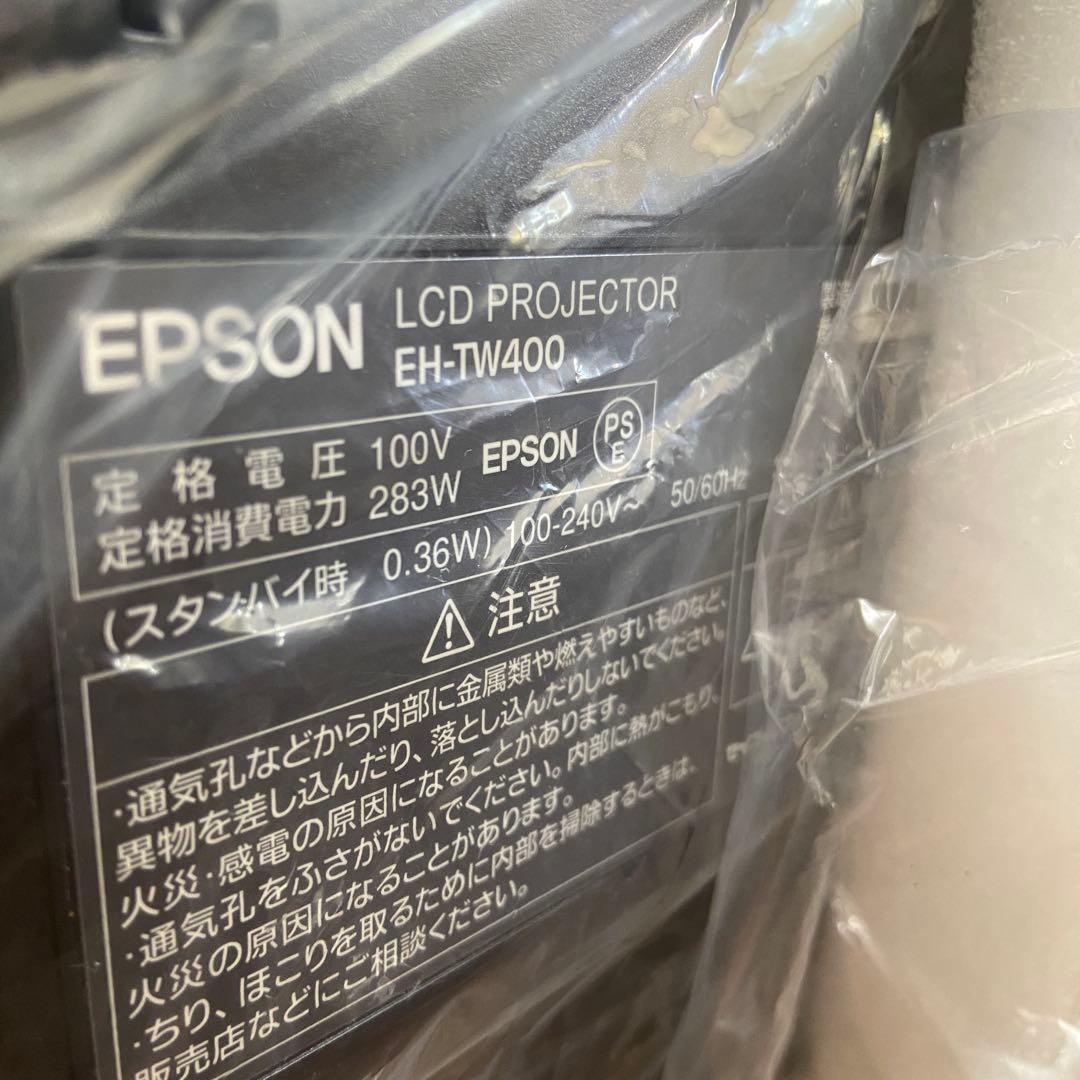 EPSON LCD PROJECTOR
EH-TW400
定格電圧 100V
定格消費電力 283W EPSON PSE
(スタンバイ時 0.36W) 100-240V～ 50/60Hz
注意
・通気孔などから内部に金属類や燃えやすいものなど、
異物を差し込んだり、落とし込んだりしないでください。
火災・感電の原因になることがあります。
・通気孔をふさがないでください。内部に熱がこもり、
火災の原因になることがあります。
・ちり、ほこりを取るために内部を掃除するときは、
販売店などにご相談ください。